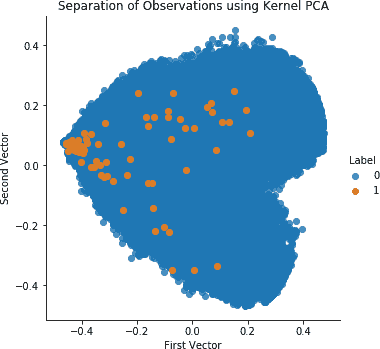 Separation of Observations using Kernel PCA
0.4
0.2
0.0
−0.2
−0.4
Second Vector
−0.4 −0.2 0.0 0.2 0.4
First Vector
Label
0
1